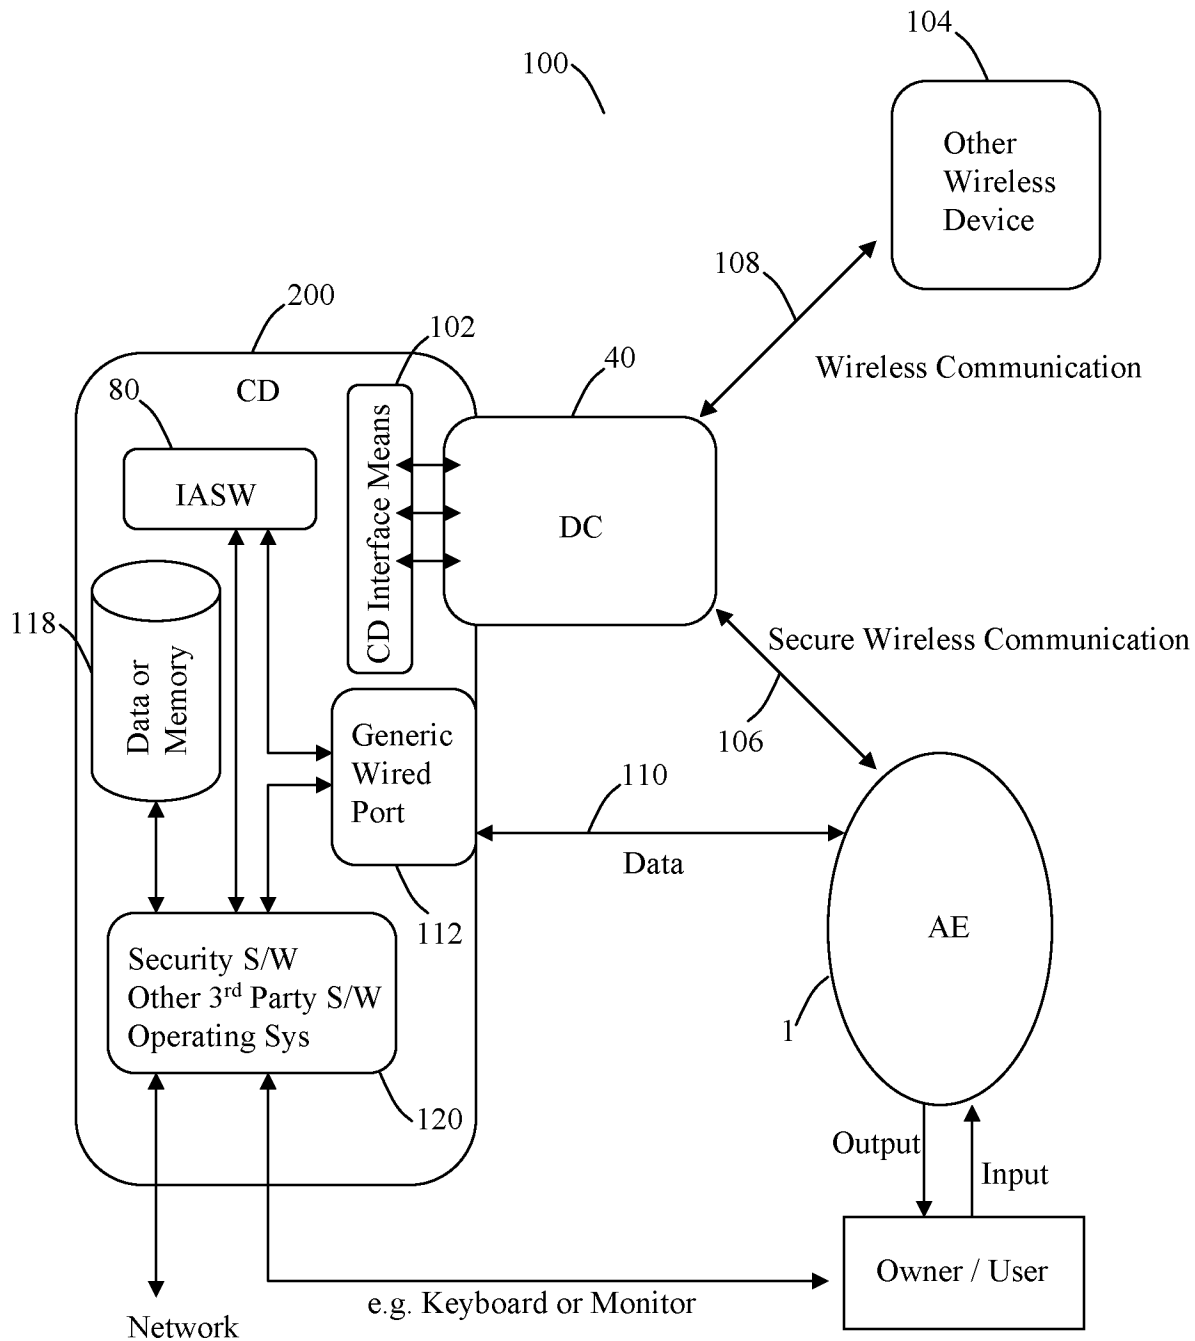 104
100
Other
Wireless
Device
108
200
102
Wireless Communication
40
CD
80
IASW
CD Interface Means
DC
118
Data or
Memory
Secure Wireless Communication
106
Generic
Wired
Port
110
Data
112
AE
Security S/W
Other 3rd Party S/W
Operating Sys
1
120
Output
Input
Owner / User
e.g. Keyboard or Monitor
Network